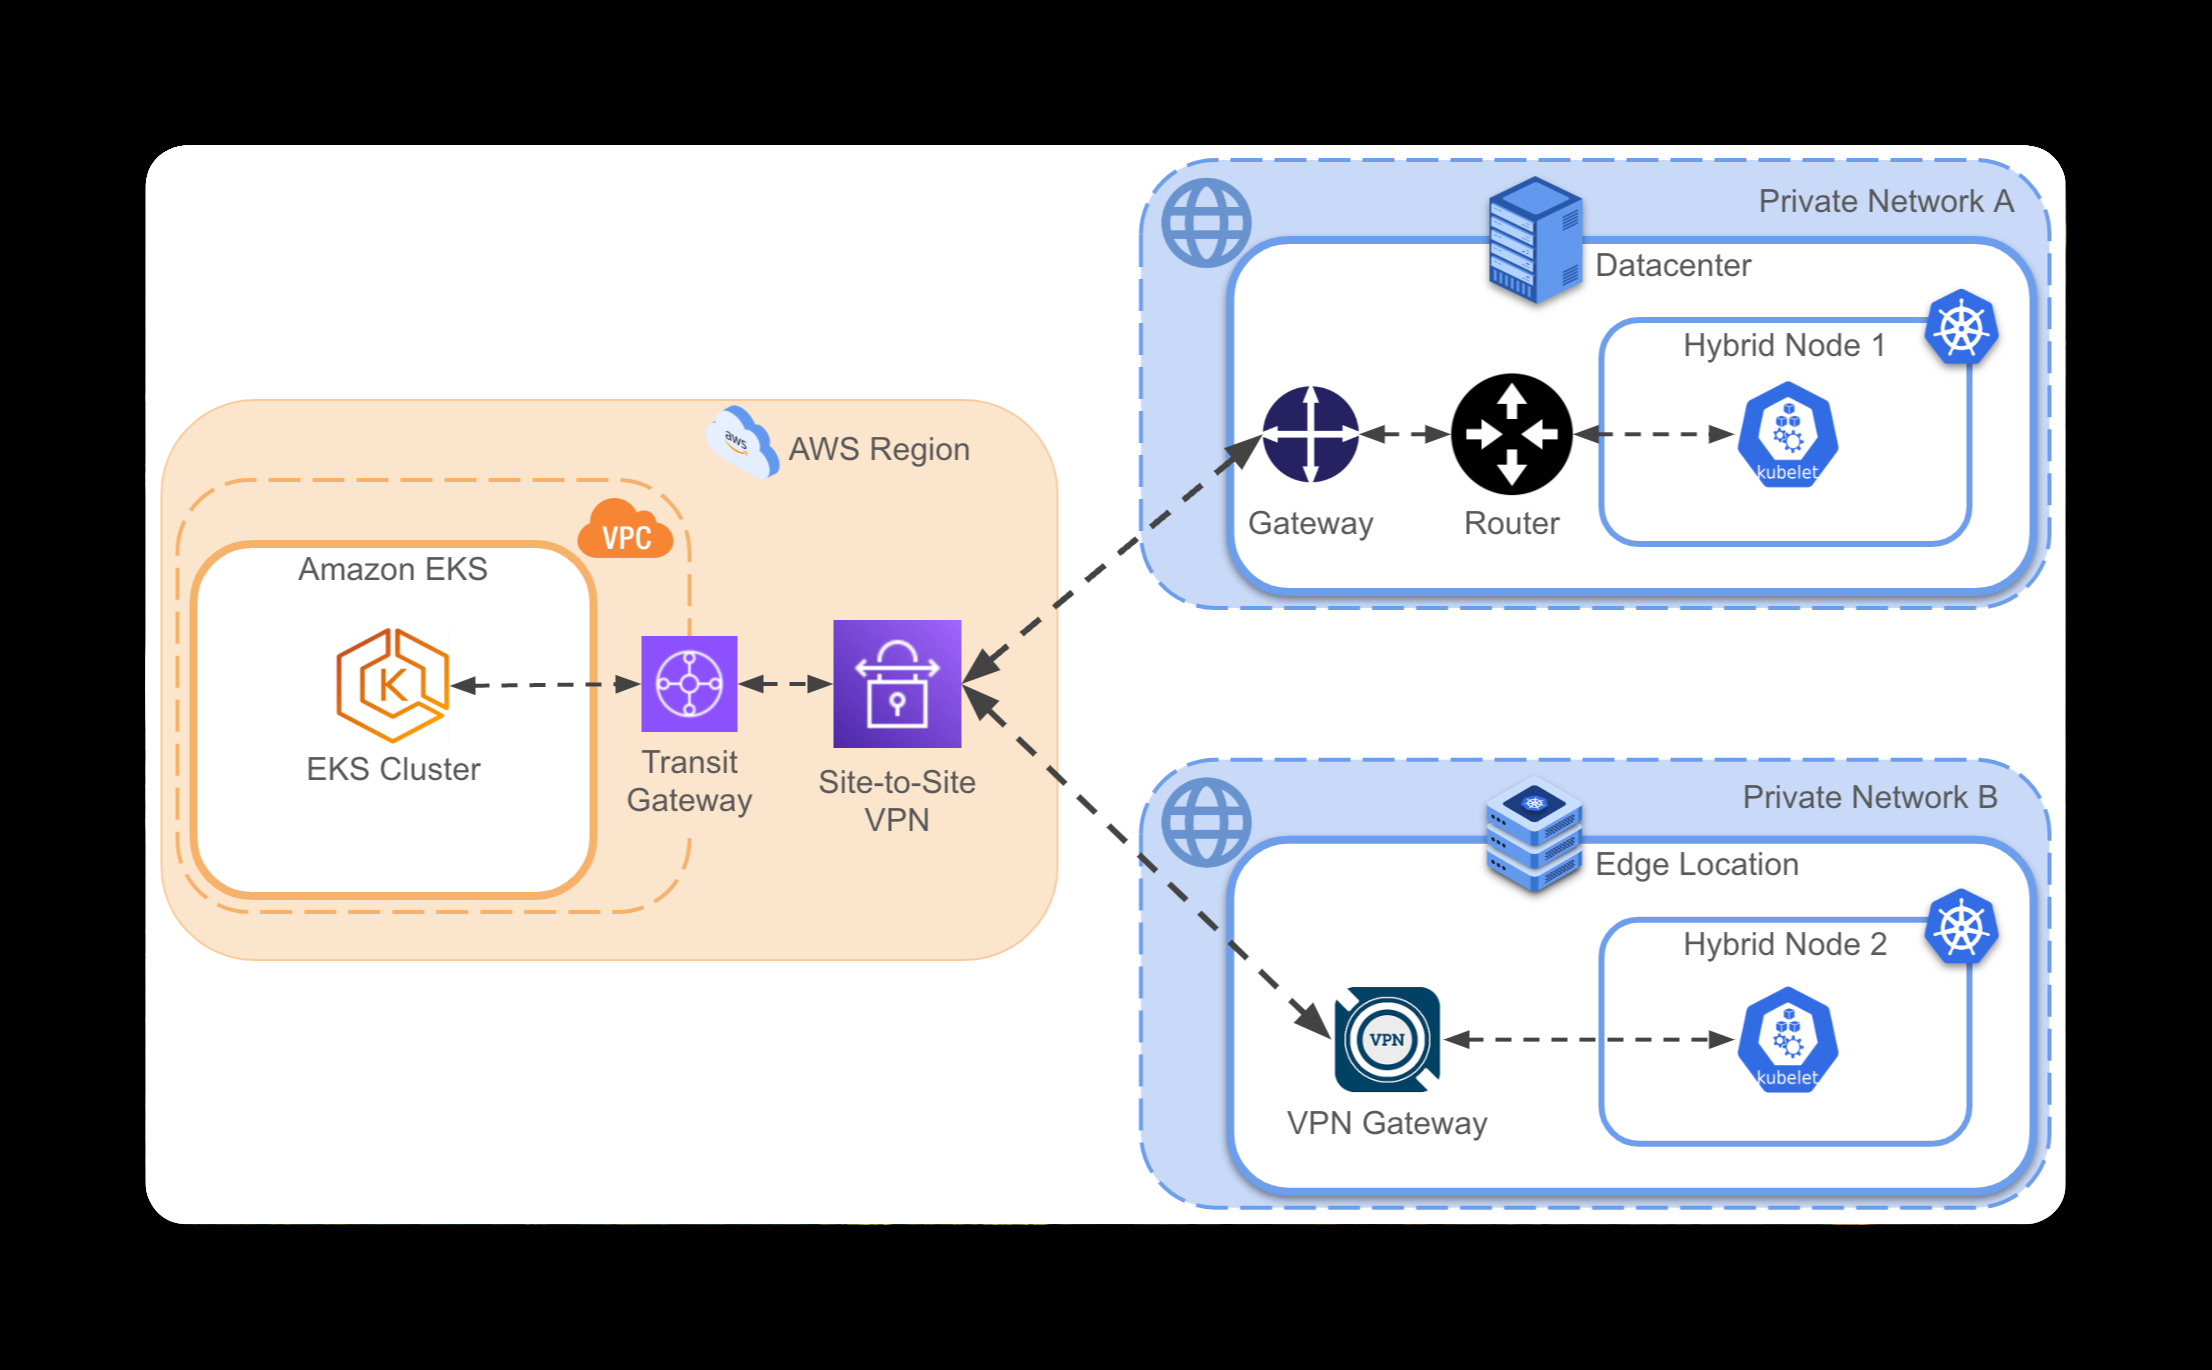 Private Network A
Datacenter
Hybrid Node 1
kubelet
Gateway
Router
aws
AWS Region
VPC
Amazon EKS
K
EKS Cluster
Transit
Gateway
Site-to-Site
VPN
Private Network B
Edge Location
Hybrid Node 2
kubelet
VPN
VPN Gateway